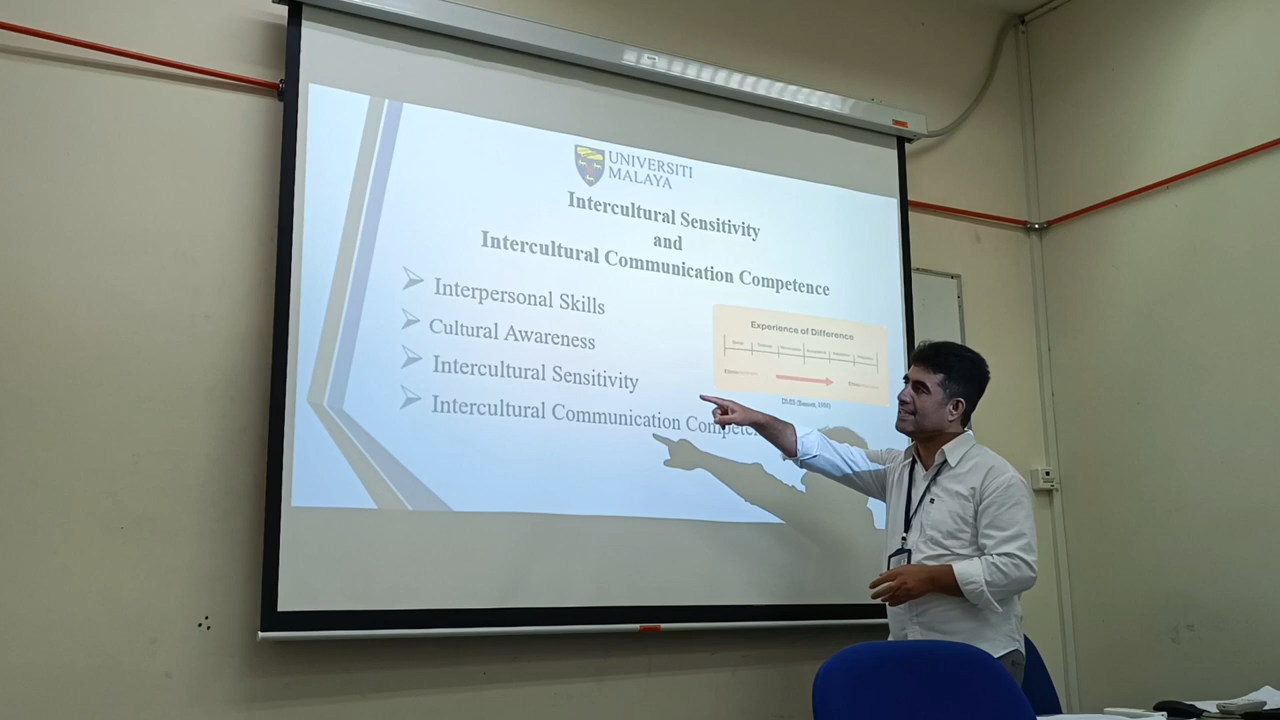 UNIVERSITI
MALAYA
Intercultural Sensitivity
and
Intercultural Communication Competence
Interpersonal Skills
Cultural Awareness
Intercultural Sensitivity
Intercultural Communication
Experience of Difference